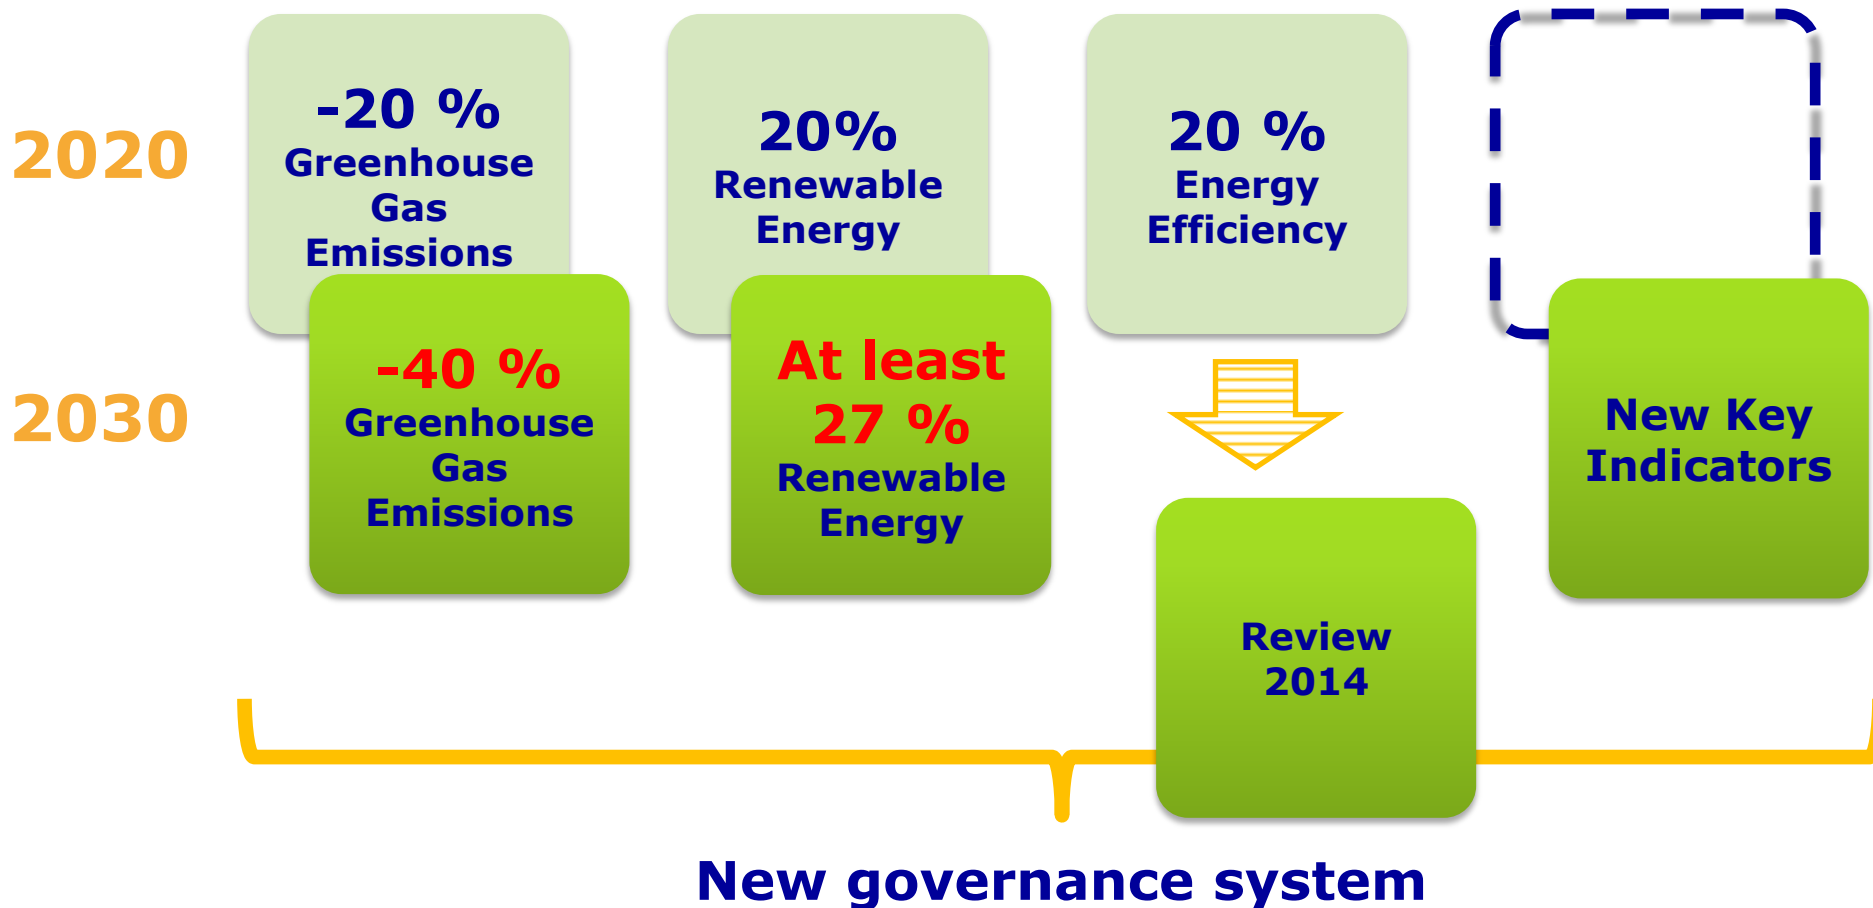 2020
-20 %
Greenhouse
Gas
Emissions
20%
Renewable
Energy
20 %
Energy
Efficiency
2030
-40 %
Greenhouse
Gas
Emissions
At least
27 %
Renewable
Energy
New Key
Indicators
Review
2014
New governance system